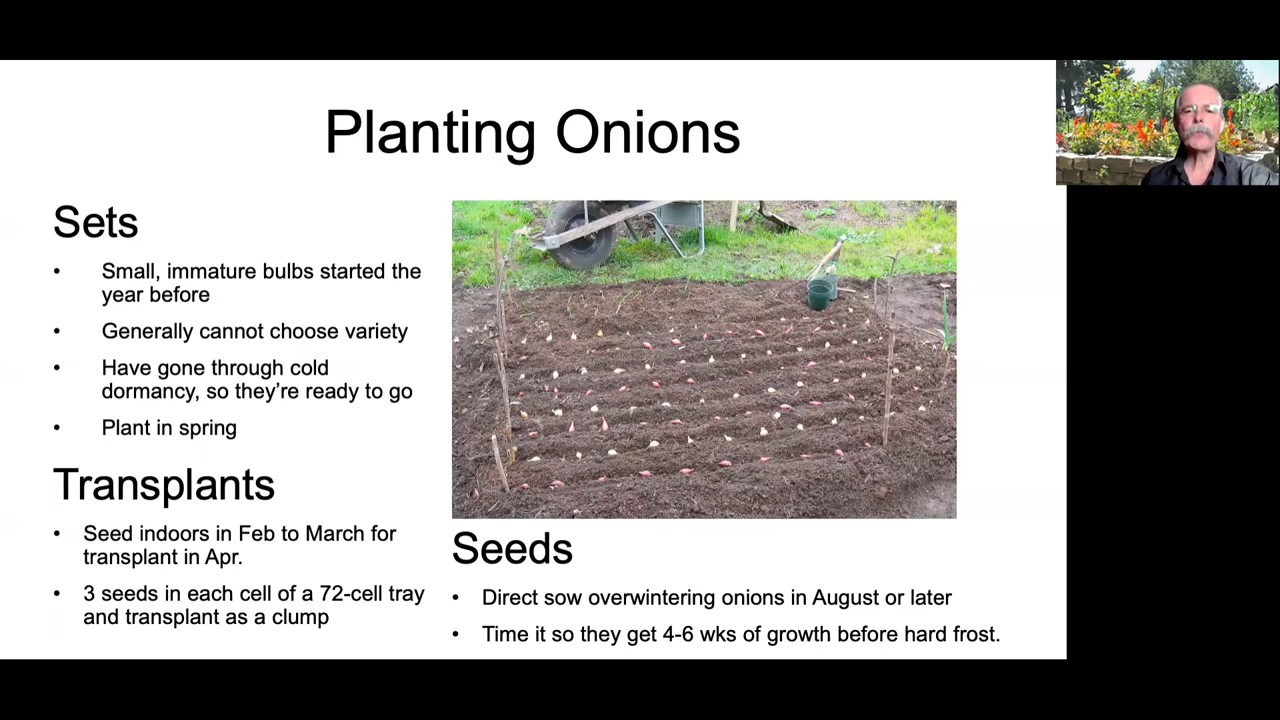 Planting Onions
Sets
• Small, immature bulbs started the
year before
• Generally cannot choose variety
• Have gone through cold
dormancy, so they're ready to go
• Plant in spring
Transplants
• Seed indoors in Feb to March for
transplant in Apr.
• 3 seeds in each cell of a 72-cell tray
and transplant as a clump
Seeds
• Direct sow overwintering onions in August or later
• Time it so they get 4-6 wks of growth before hard frost.